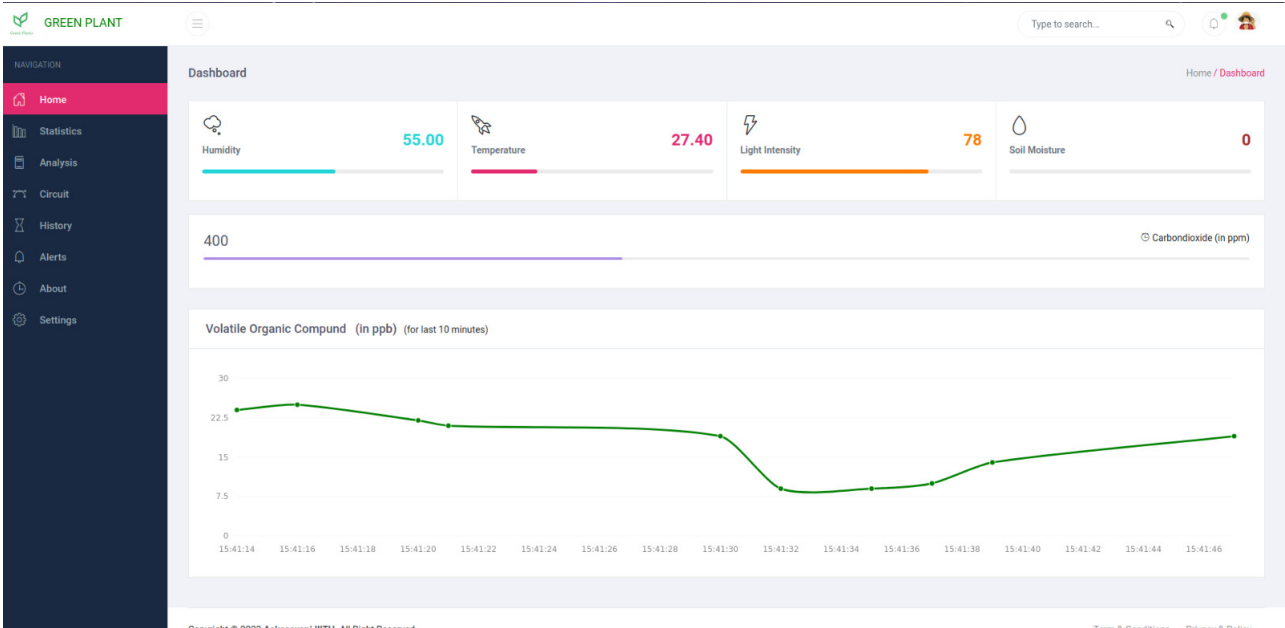 GREEN PLANT
Type to search...
Green Plants
NAVIGATION
Home
Statistics
Analysis
Circuit
History
Alerts
About
Settings
Dashboard
Home / Dashboard
Humidity
55.00
Temperature
27.40
Light Intensity
78
Soil Moisture
0
400
Carbondioxide (in ppm)
Volatile Organic Compund (in ppb) (for last 10 minutes)
30
22.5
15
7.5
0
15:41:14 15:41:16 15:41:18 15:41:20 15:41:22 15:41:24 15:41:26 15:41:28 15:41:30 15:41:32 15:41:34 15:41:36 15:41:38 15:41:40 15:41:42 15:41:44 15:41:46